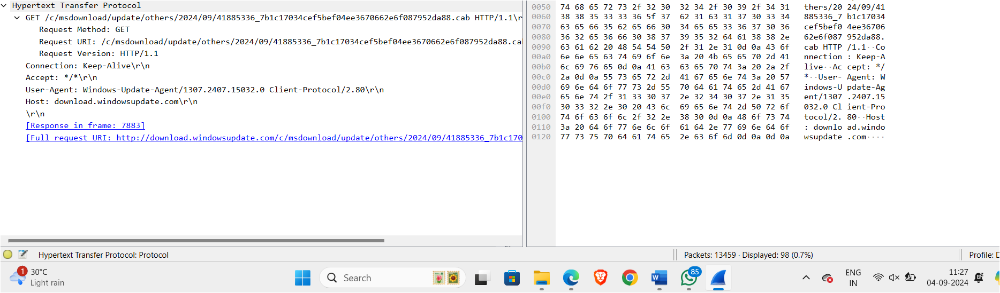 Hypertext Transfer Protocol
GET /c/msdownload/update/others/2024/09/41885336_7b1c17034cef5bef04ee3670662e6f087952da88.cab HTTP/1.1\r
Request Method: GET
Request URI: /c/msdownload/update/others/2024/09/41885336_7b1c17034cef5bef04ee3670662e6f087952da88.ca
Request Version: HTTP/1.1
Connection: Keep-Alive\r\n
Accept: */*\r\n
User-Agent: Windows-Update-Agent/1307.2407.15032.0 Client-Protocol/2.80\r\n
Host: download.windowsupdate.com\r\n
\r\n
[Response in frame: 7883]
[Full request URI: http://download.windowsupdate.com/c/msdownload/update/others/2024/09/41885336_7b1c170
0050 74 68 65 72 73 2f 32 30 32 34 2f 30 39 2f 34 31 thers/20 24/09/41
0060 38 38 35 33 33 36 5f 37 62 31 63 31 37 30 33 34 885336_7 b1c17034
0070 63 65 66 35 62 65 66 30 34 65 65 33 36 37 30 36 cef5bef0 4ee36706
0080 36 32 65 36 66 30 38 37 39 35 32 64 61 38 38 2e 62e6f087 952da88.
0090 63 61 62 20 48 54 54 50 2f 31 2e 31 0d 0a 43 6f cab HTTP /1.1··Co
00a0 6e 6e 65 63 74 69 6f 6e 3a 20 4b 65 65 70 2d 41 nnection : Keep-A
00b0 6c 69 76 65 0d 0a 41 63 63 65 70 74 3a 20 2a 2f live··Ac cept: */
00c0 2a 0d 0a 55 73 65 72 2d 41 67 65 6e 74 3a 20 57 *··User- Agent: W
00d0 69 6e 64 6f 77 73 2d 55 70 64 61 74 65 2d 41 67 indows-U pdate-Ag
00e0 65 6e 74 2f 31 33 30 37 2e 32 34 30 37 2e 31 35 ent/1307 .2407.15
00f0 30 33 32 2e 30 20 43 6c 69 65 6e 74 2d 50 72 6f 032.0 Cl ient-Pro
0100 74 6f 63 6f 6c 2f 32 2e 38 30 0d 0a 48 6f 73 74 tocol/2. 80··Host
0110 3a 20 64 6f 77 6e 6c 6f 61 64 2e 77 69 6e 64 6f : downlo ad.windo
0120 77 73 75 70 64 61 74 65 2e 63 6f 6d 0d 0a 0d 0a wsupdate .com····
Hypertext Transfer Protocol: Protocol
Packets: 13459 · Displayed: 98 (0.7%)
Profile: D
1
30°C
Light rain
Search
85
ENG
IN
11:27
04-09-2024